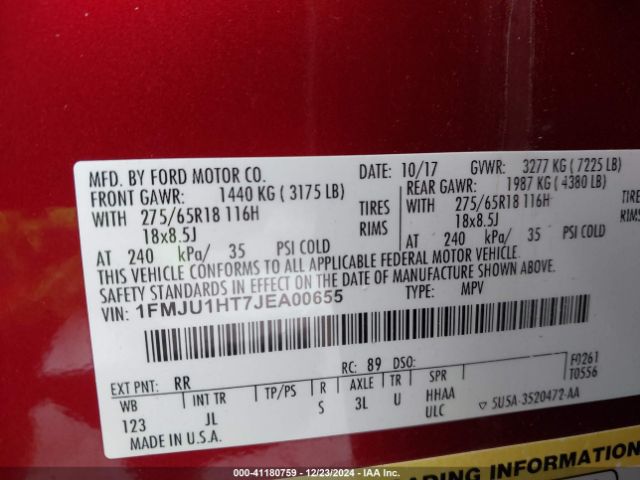 MFD. BY FORD MOTOR CO.
DATE: 10/17 GVWR: 3277 KG ( 7225 LB)
FRONT GAWR: 1440 KG ( 3175 LB)
REAR GAWR: 1987 KG ( 4380 LB)
WITH 275/65R18 116H TIRES
WITH 275/65R18 116H TIRES
18x8.5J RIMS
18x8.5J RIMS
AT 240 kPa/ 35 PSI COLD
AT 240 kPa/ 35 PSI COLD
THIS VEHICLE CONFORMS TO ALL APPLICABLE FEDERAL MOTOR VEHICLE
SAFETY STANDARDS IN EFFECT ON THE DATE OF MANUFACTURE SHOWN ABOVE.
VIN: 1FMJU1HT7JEA00655
TYPE: MPV
F0261
T0556
EXT PNT: RR RC: 89 DSO:
WB INT TR TP/PS R AXLE TR SPR
123 JL S 3L U HHAA
ULC
MADE IN U.S.A.
▽ 5U5A-3520472-AA
ADING INFORMATION
000-41180759 - 12/23/2024 - IAA Inc.